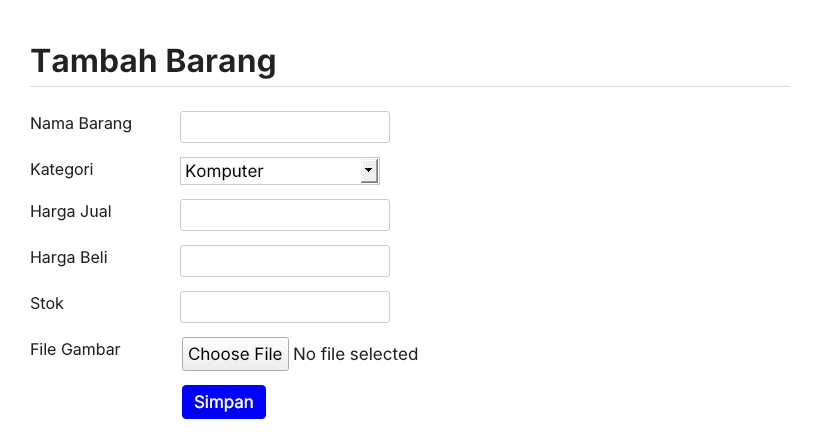 Tambah Barang
Nama Barang
Kategori Komputer
Harga Jual
Harga Beli
Stok
File Gambar Choose File No file selected
Simpan